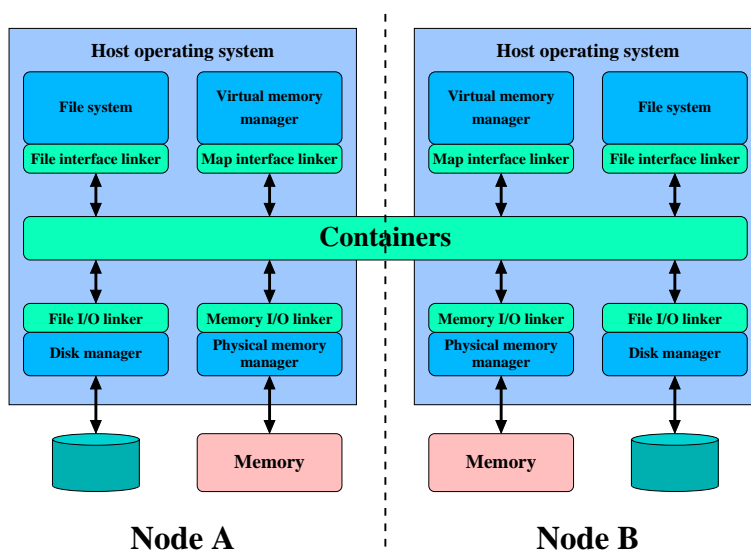 Host operating system
Host operating system
File system
Virtual memory
manager
Virtual memory
manager
File system
File interface linker
Map interface linker
Map interface linker
File interface linker
Containers
File I/O linker
Memory I/O linker
Memory I/O linker
File I/O linker
Disk manager
Physical memory
manager
Physical memory
manager
Disk manager
Memory
Memory
Node A
Node B